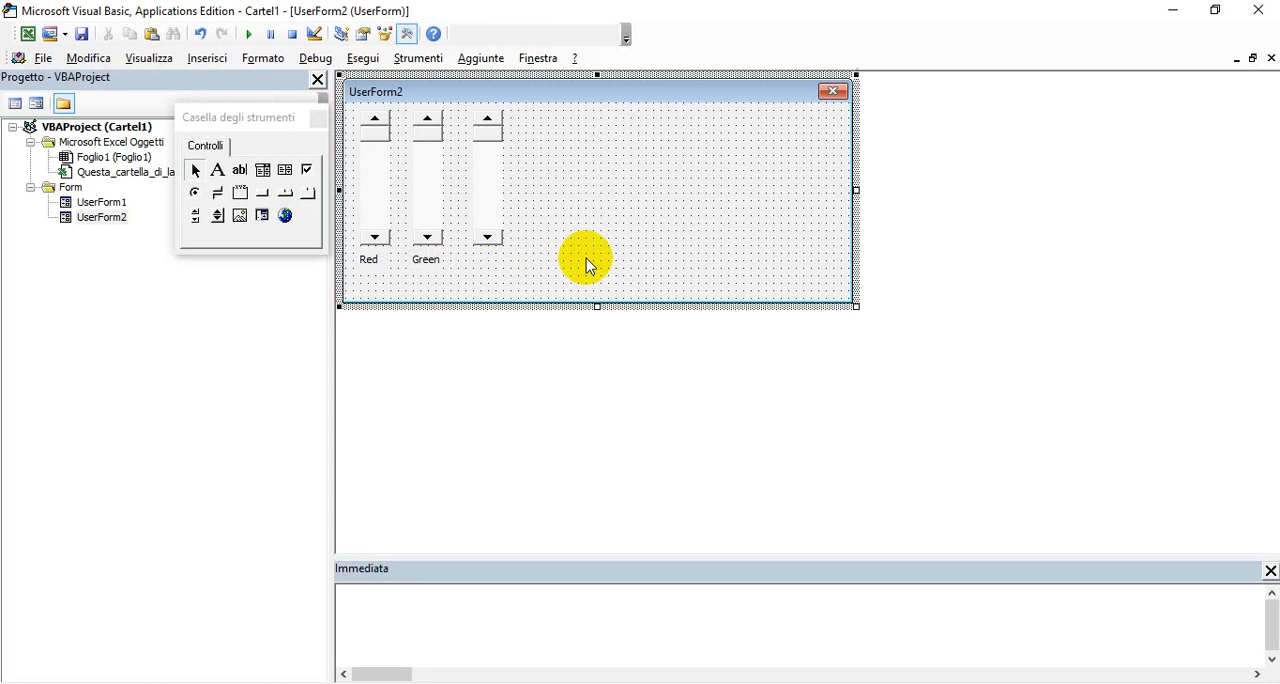 Microsoft Visual Basic, Applications Edition - Cartel1 - [UserForm2 (UserForm)]
File Modifica Visualizza Inserisci Formato Debug Esegui Strumenti Aggiunte Finestra ?
Progetto - VBAProject
VBAProject (Cartel1)
Microsoft Excel Oggetti
Foglio1 (Foglio1)
Questa_cartella_di_la
Form
UserForm1
UserForm2
Casella degli strumenti
Controlli
A
ab
UserForm2
Red
Green
Immediata